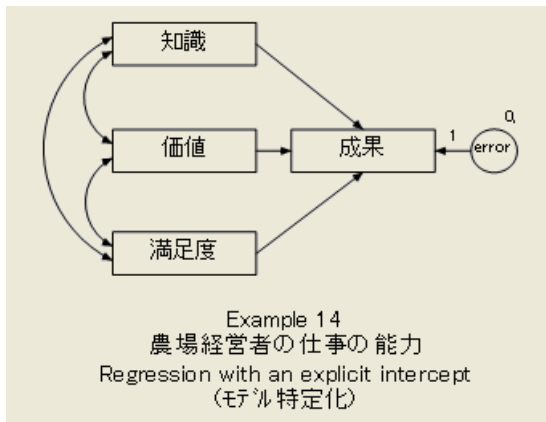 知識
価値
成果
1
0,
error
満足度
Example 14
農場経営者の仕事の能力
Regression with an explicit intercept
（ﾓﾃﾞﾙ特定化）